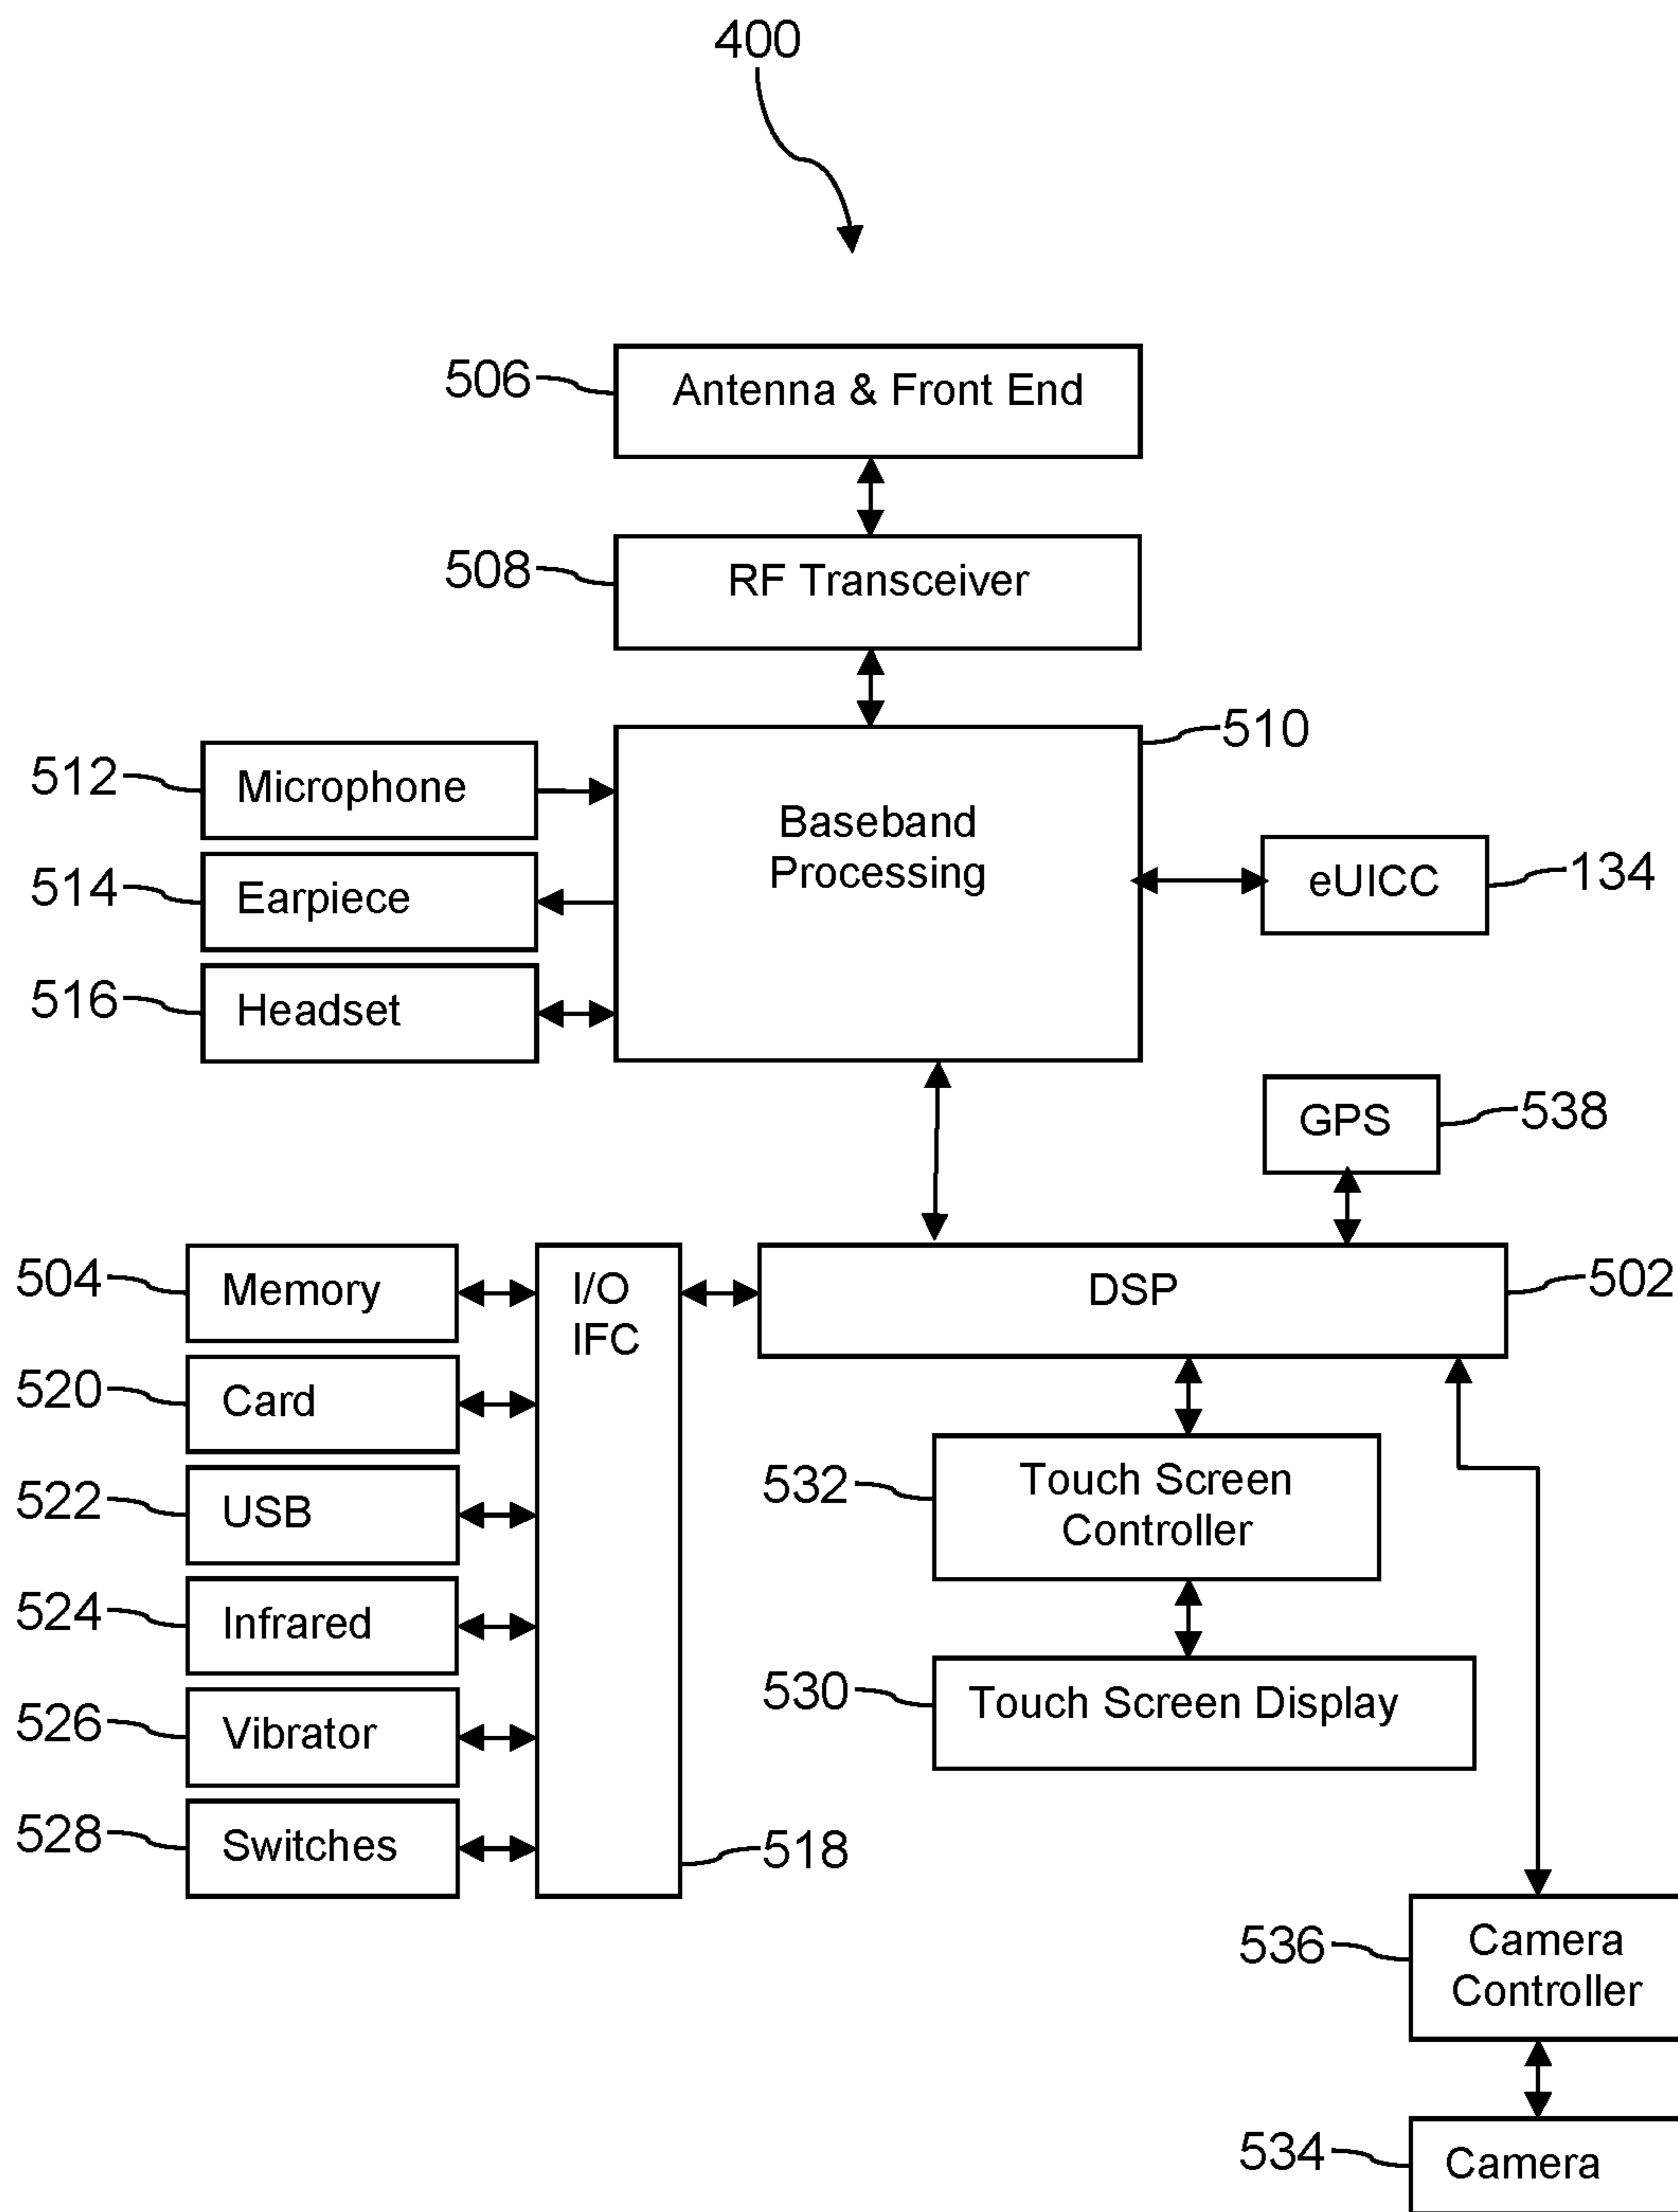 400
506
Antenna & Front End
508
RF Transceiver
510
Baseband
Processing
512
Microphone
514
Earpiece
516
Headset
eUICC
134
GPS
538
504
Memory
I/O
IFC
DSP
502
520
Card
522
USB
524
Infrared
526
Vibrator
528
Switches
518
532
Touch Screen
Controller
530
Touch Screen Display
536
Camera
Controller
534
Camera